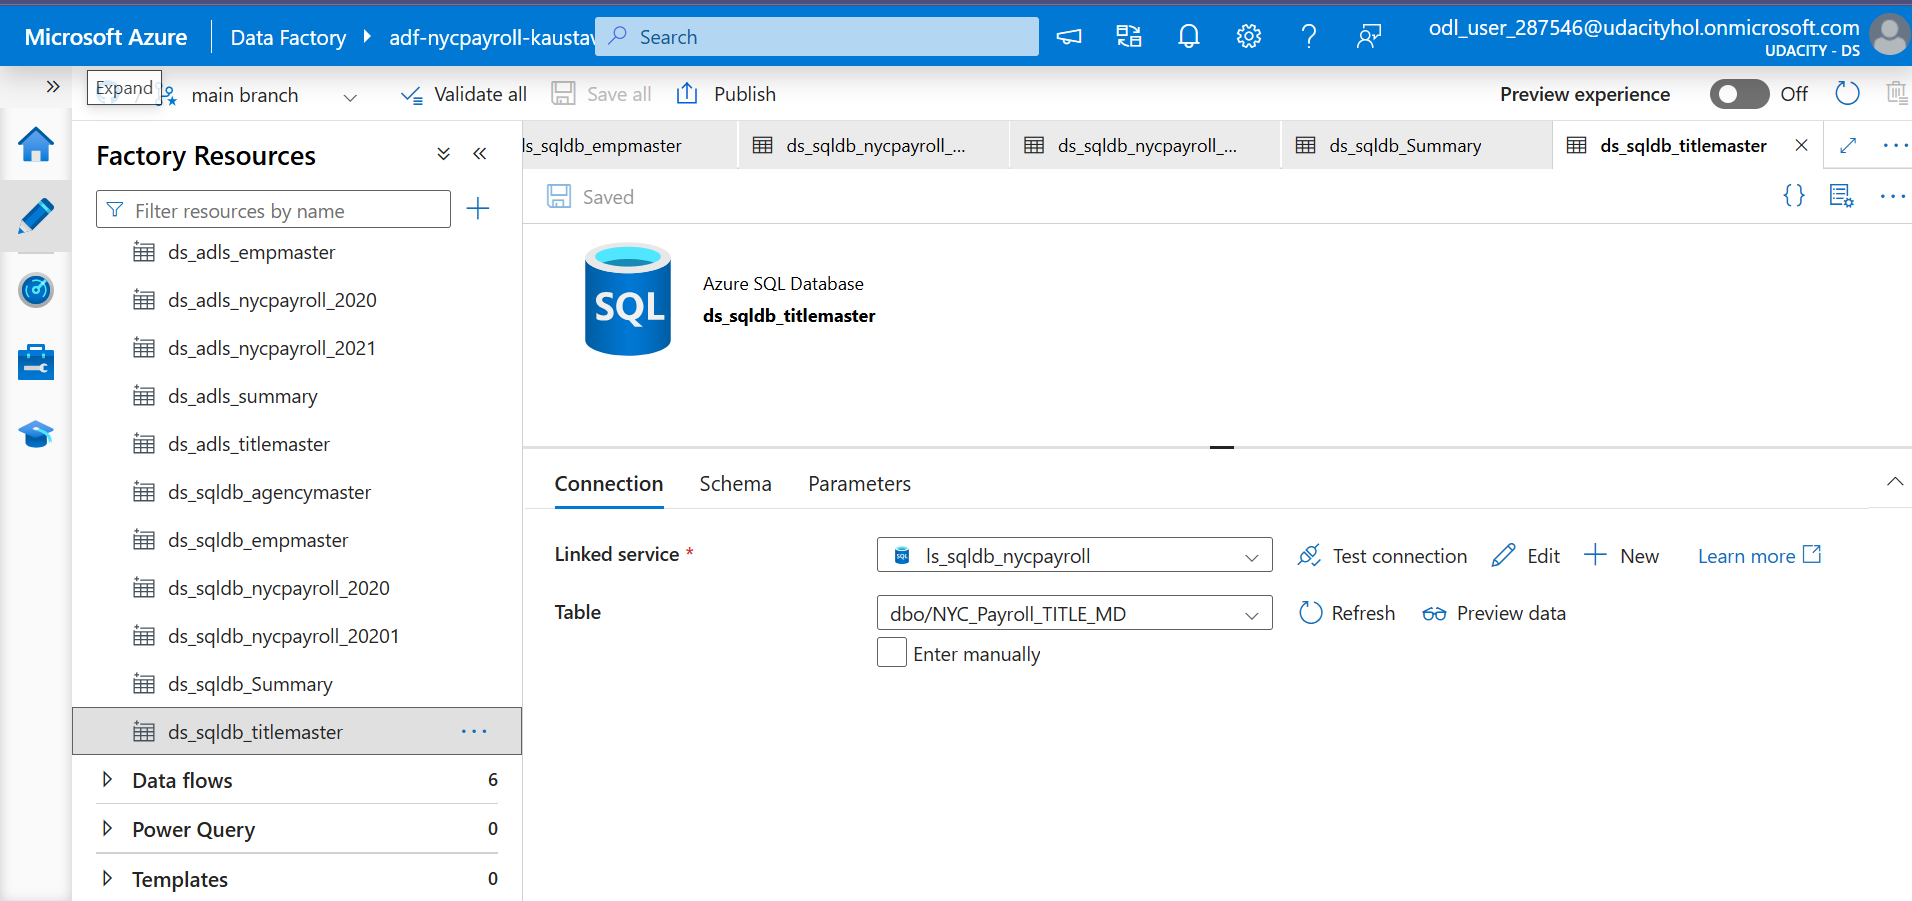 Microsoft Azure
Data Factory
adf-nycpayroll-kaustav
Search
odl_user_287546@udacityhol.onmicrosoft.com
UDACITY - DS
Expand
main branch
Validate all
Save all
Publish
Preview experience
Off
Factory Resources
ds_sqldb_empmaster
ds_sqldb_nycpayroll_...
ds_sqldb_nycpayroll_...
ds_sqldb_Summary
ds_sqldb_titlemaster
Filter resources by name
Saved
ds_adls_empmaster
ds_adls_nycpayroll_2020
ds_adls_nycpayroll_2021
ds_adls_summary
ds_adls_titlemaster
ds_sqldb_agencymaster
ds_sqldb_empmaster
ds_sqldb_nycpayroll_2020
ds_sqldb_nycpayroll_20201
ds_sqldb_Summary
ds_sqldb_titlemaster
Data flows 6
Power Query 0
Templates 0
SQL
Azure SQL Database
ds_sqldb_titlemaster
Connection
Schema
Parameters
Linked service *
SQL
ls_sqldb_nycpayroll
Test connection
Edit
New
Learn more
Table
dbo/NYC_Payroll_TITLE_MD
Refresh
Preview data
Enter manually